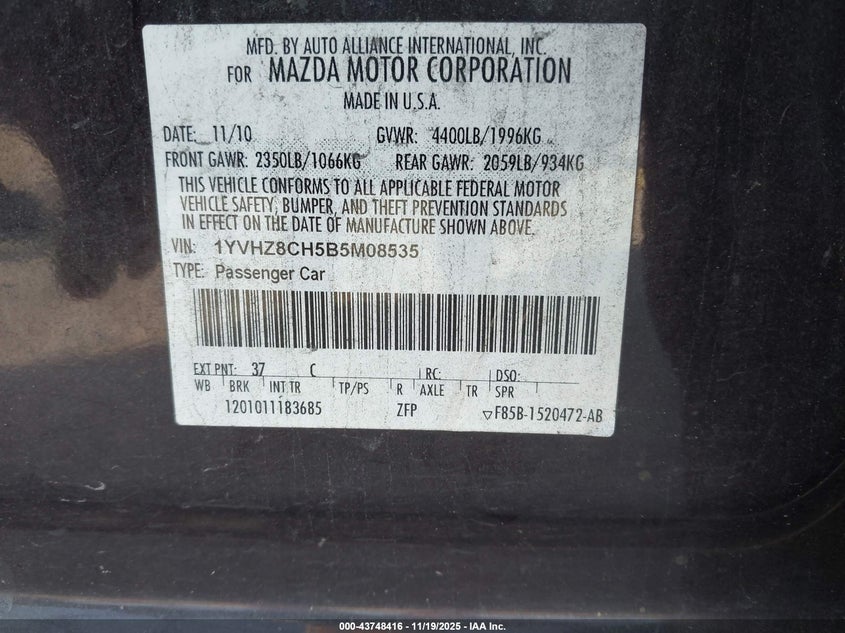 MFD. BY AUTO ALLIANCE INTERNATIONAL, INC.
FOR MAZDA MOTOR CORPORATION
MADE IN U.S.A.
DATE: 11/10 GVWR: 4400LB/1996KG
FRONT GAWR: 2350LB/1066KG REAR GAWR: 2059LB/934KG
THIS VEHICLE CONFORMS TO ALL APPLICABLE FEDERAL MOTOR
VEHICLE SAFETY, BUMPER, AND THEFT PREVENTION STANDARDS
IN EFFECT ON THE DATE OF MANUFACTURE SHOWN ABOVE.
VIN: 1YVHZ8CH5B5M08535
TYPE: Passenger Car
EXT PNT: 37 C RC: DSO:
WB BRK INT TR TP/PS R AXLE TR SPR
1201011183685 ZFP ▽F85B-1520472-AB
000-43748416 - 11/19/2025 - IAA Inc.